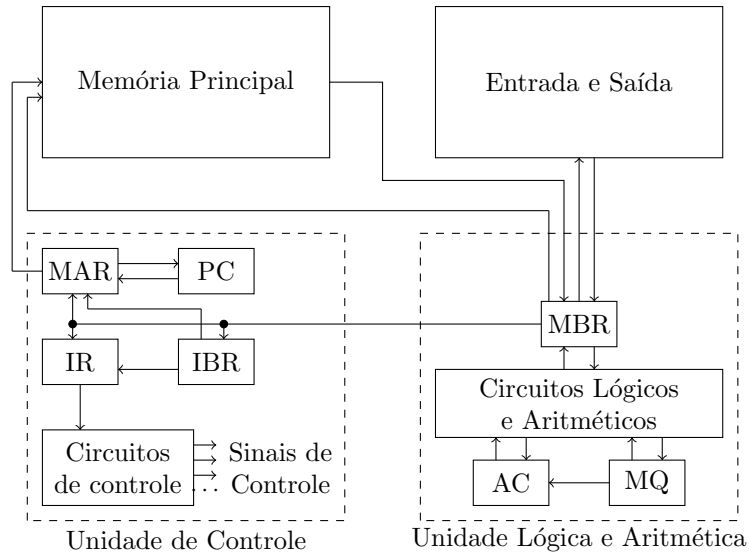 Memória Principal
Entrada e Saída
MAR
PC
IR
IBR
Circuitos
de controle
Sinais de
... Controle
Unidade de Controle
MBR
Circuitos Lógicos
e Aritméticos
AC
MQ
Unidade Lógica e Aritmética